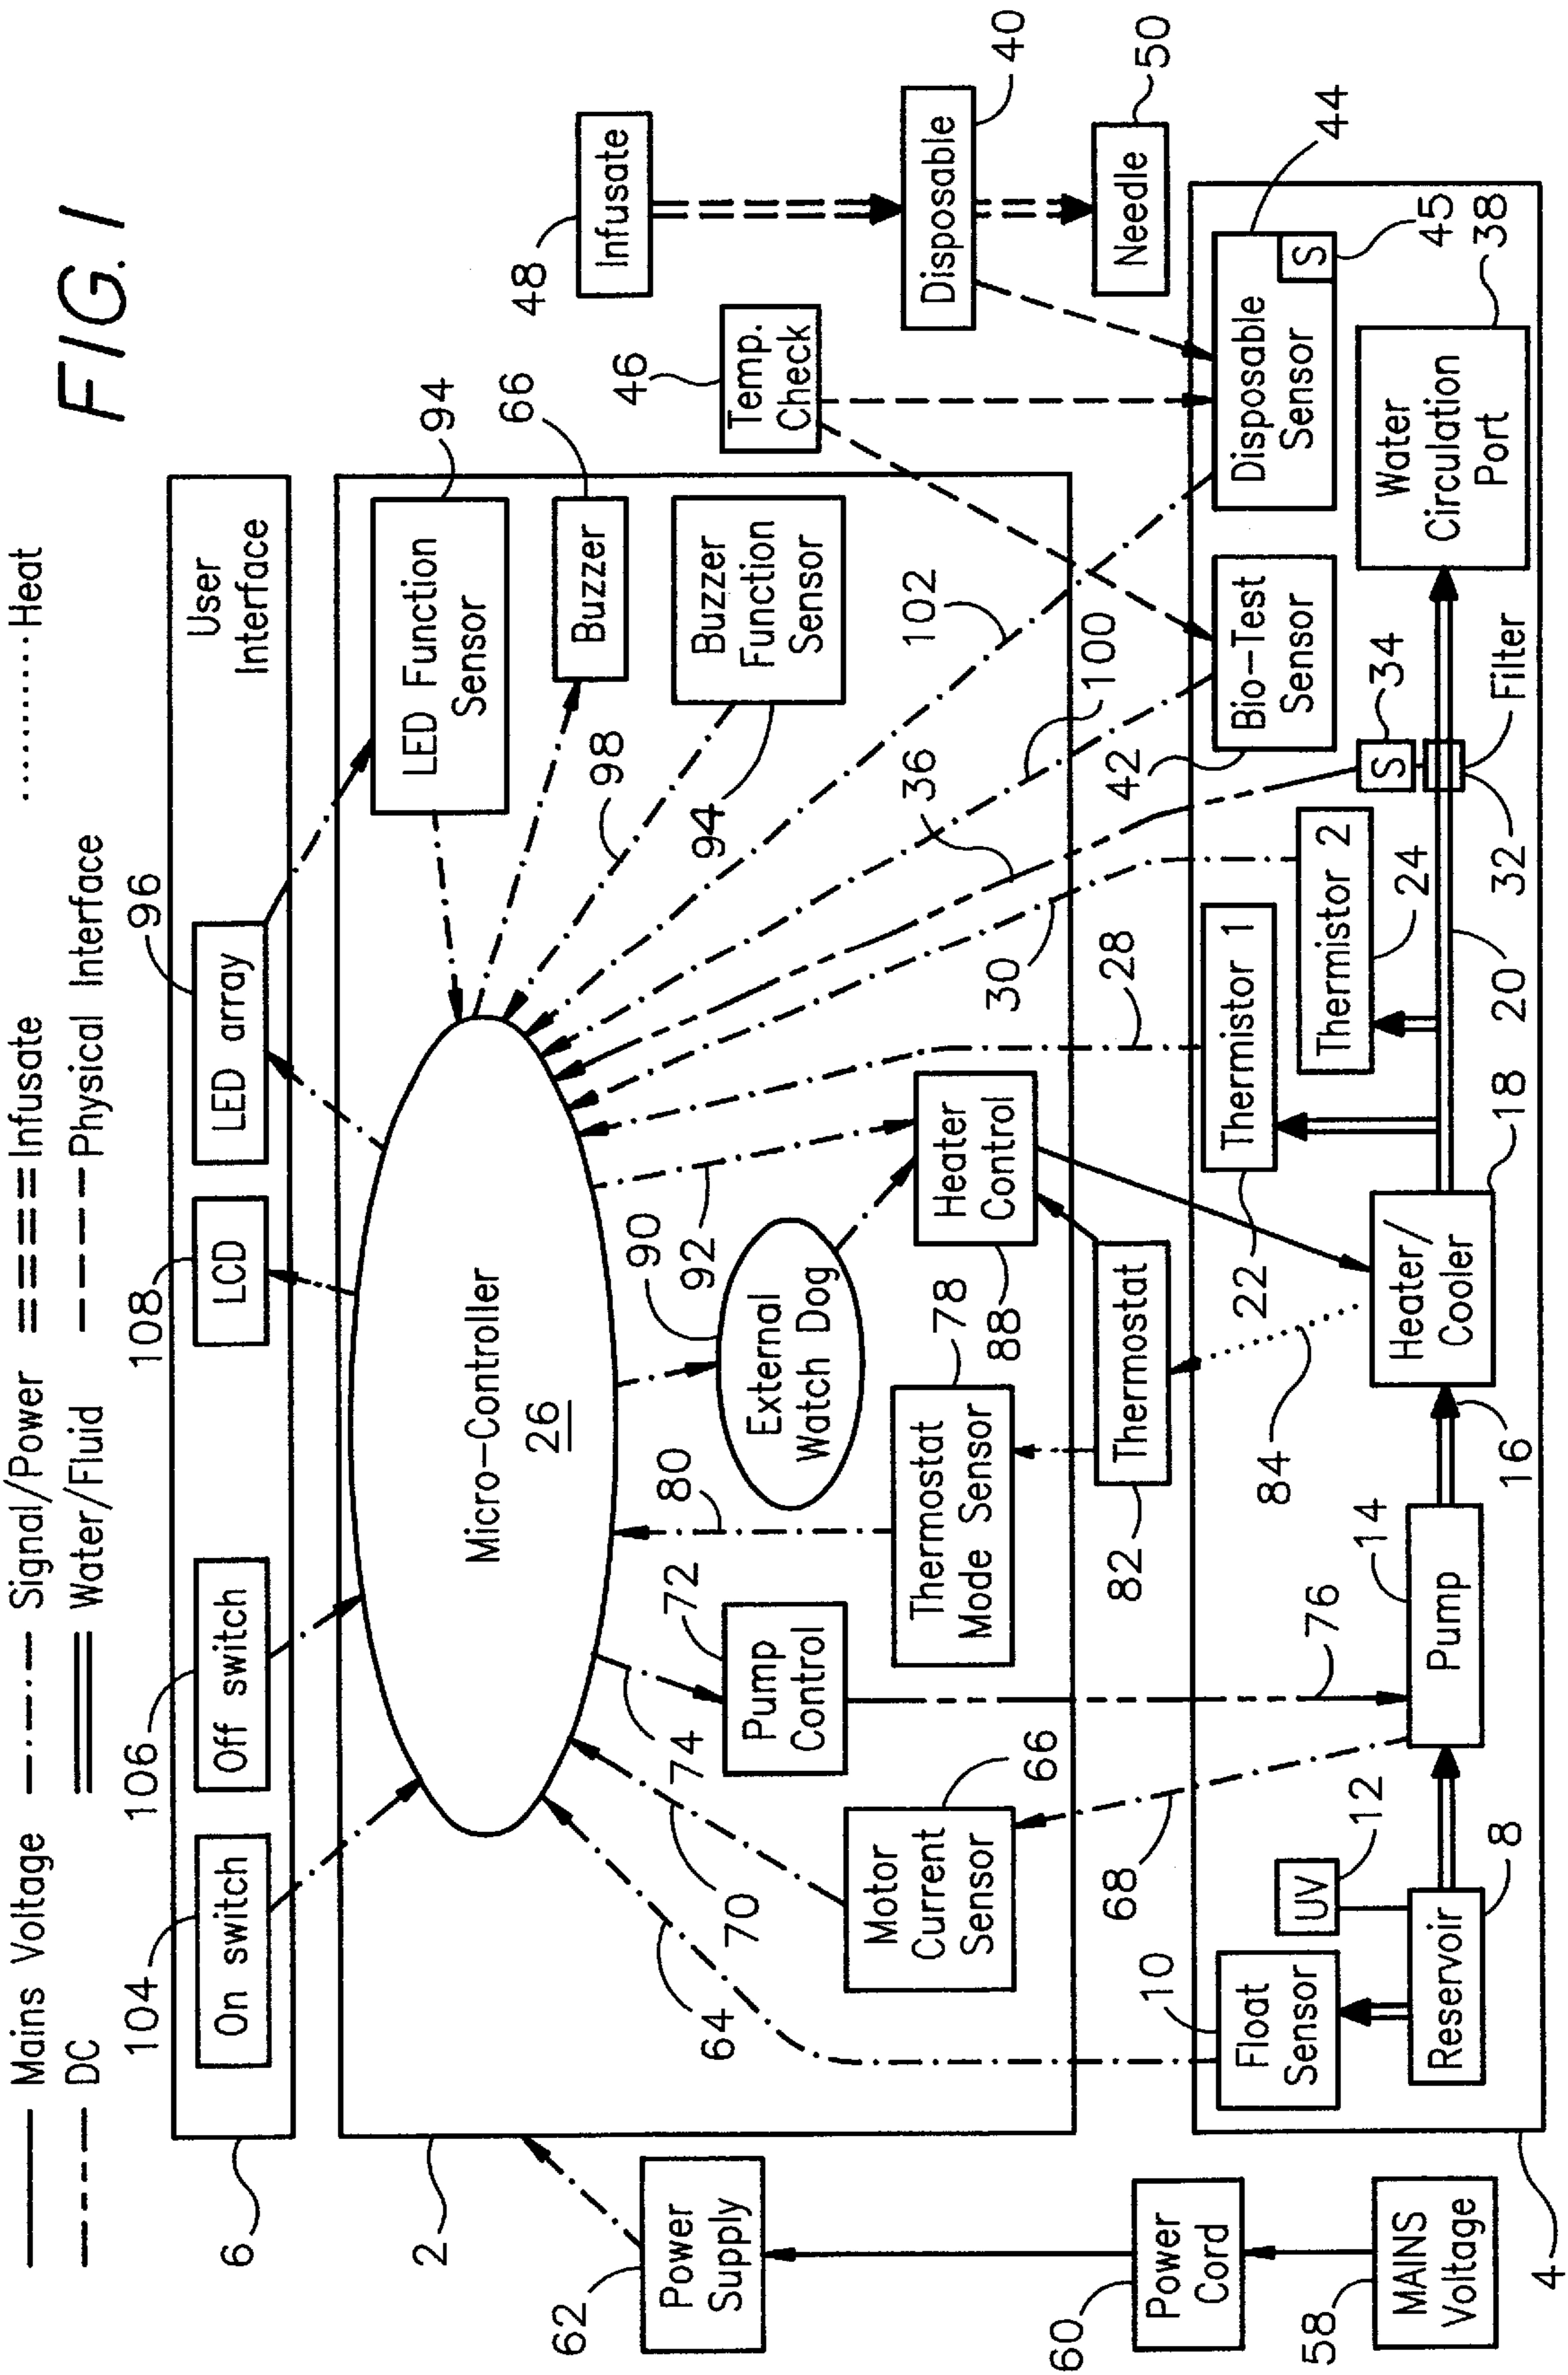 FIG. 1
Mains Voltage
Signal/Power
Infusate
Heat
DC
Water/Fluid
Physical Interface
6
104
On switch
106
Off switch
108
LCD
96
LED array
User
Interface
2
Micro-Controller
26
94
LED Function
Sensor
66
Buzzer
Buzzer
Function
Sensor
94
98
102
100
36
30
28
92
90
External
Watch Dog
Heater
Control
88
78
Thermostat
Mode Sensor
80
Thermostat
82
84
72
Pump
Control
74
76
70
66
Motor
Current
Sensor
68
64
62
Power
Supply
60
Power
Cord
58
MAINS
Voltage
4
10
Float
Sensor
12
UV
Reservoir
8
14
Pump
16
Heater/
Cooler
18
20
22
Thermistor 1
Thermistor 2
24
32
Filter
S
34
42
Bio-Test
Sensor
Disposable
Sensor
S
44
45
Water
Circulation
Port
38
46
Temp.
Check
48
Infusate
Disposable
40
Needle
50